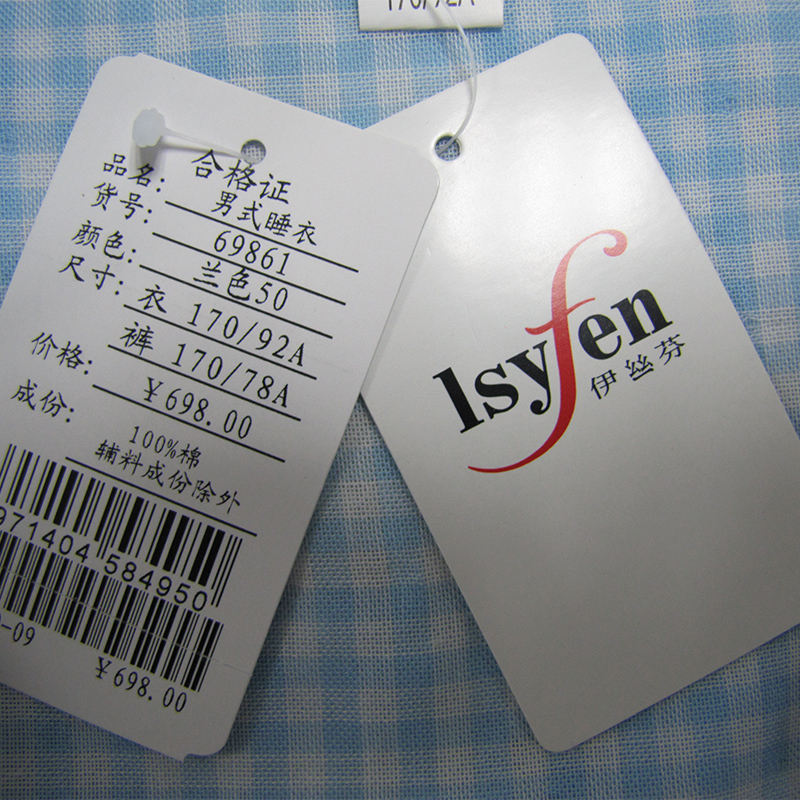 合格证
品名: 男式睡衣
货号: 69861
颜色: 兰色50
尺寸: 衣 170/92A
裤 170/78A
价格: ¥698.00
成份: 100%棉
辅料成份除外
971404 584950
-09
¥698.00
lsyfen
伊丝芬